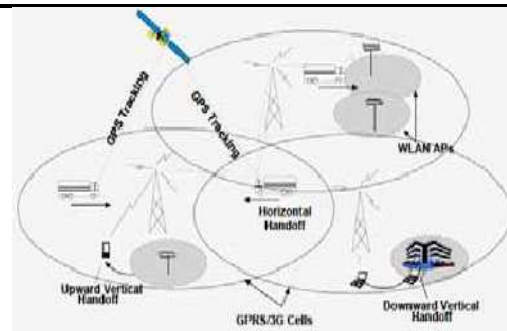 GPS Tracking
GPS Tracking
WLAN APs
Horizontal
Handoff
Upward Vertical
Handoff
GPRS/3G Cells
Downward Vertical
Handoff